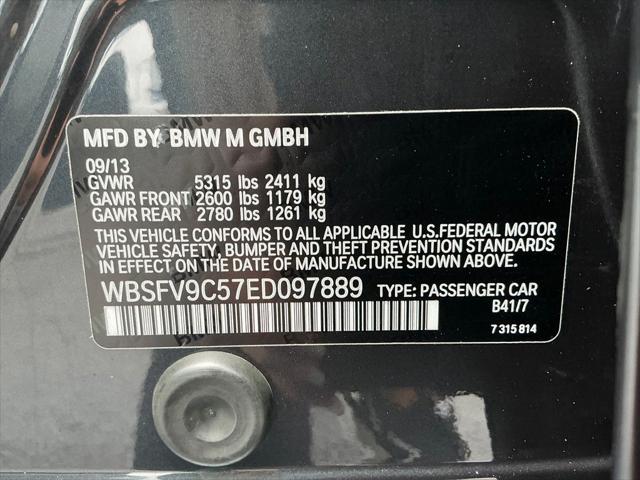 MFD BY BMW M GMBH
09/13
GVWR 5315 lbs 2411 kg
GAWR FRONT 2600 lbs 1179 kg
GAWR REAR 2780 lbs 1261 kg
THIS VEHICLE CONFORMS TO ALL APPLICABLE U.S.FEDERAL MOTOR
VEHICLE SAFETY, BUMPER AND THEFT PREVENTION STANDARDS
IN EFFECT ON THE DATE OF MANUFACTURE SHOWN ABOVE.
WBSFV9C57ED097889 TYPE: PASSENGER CAR
B41/7
7 315 814